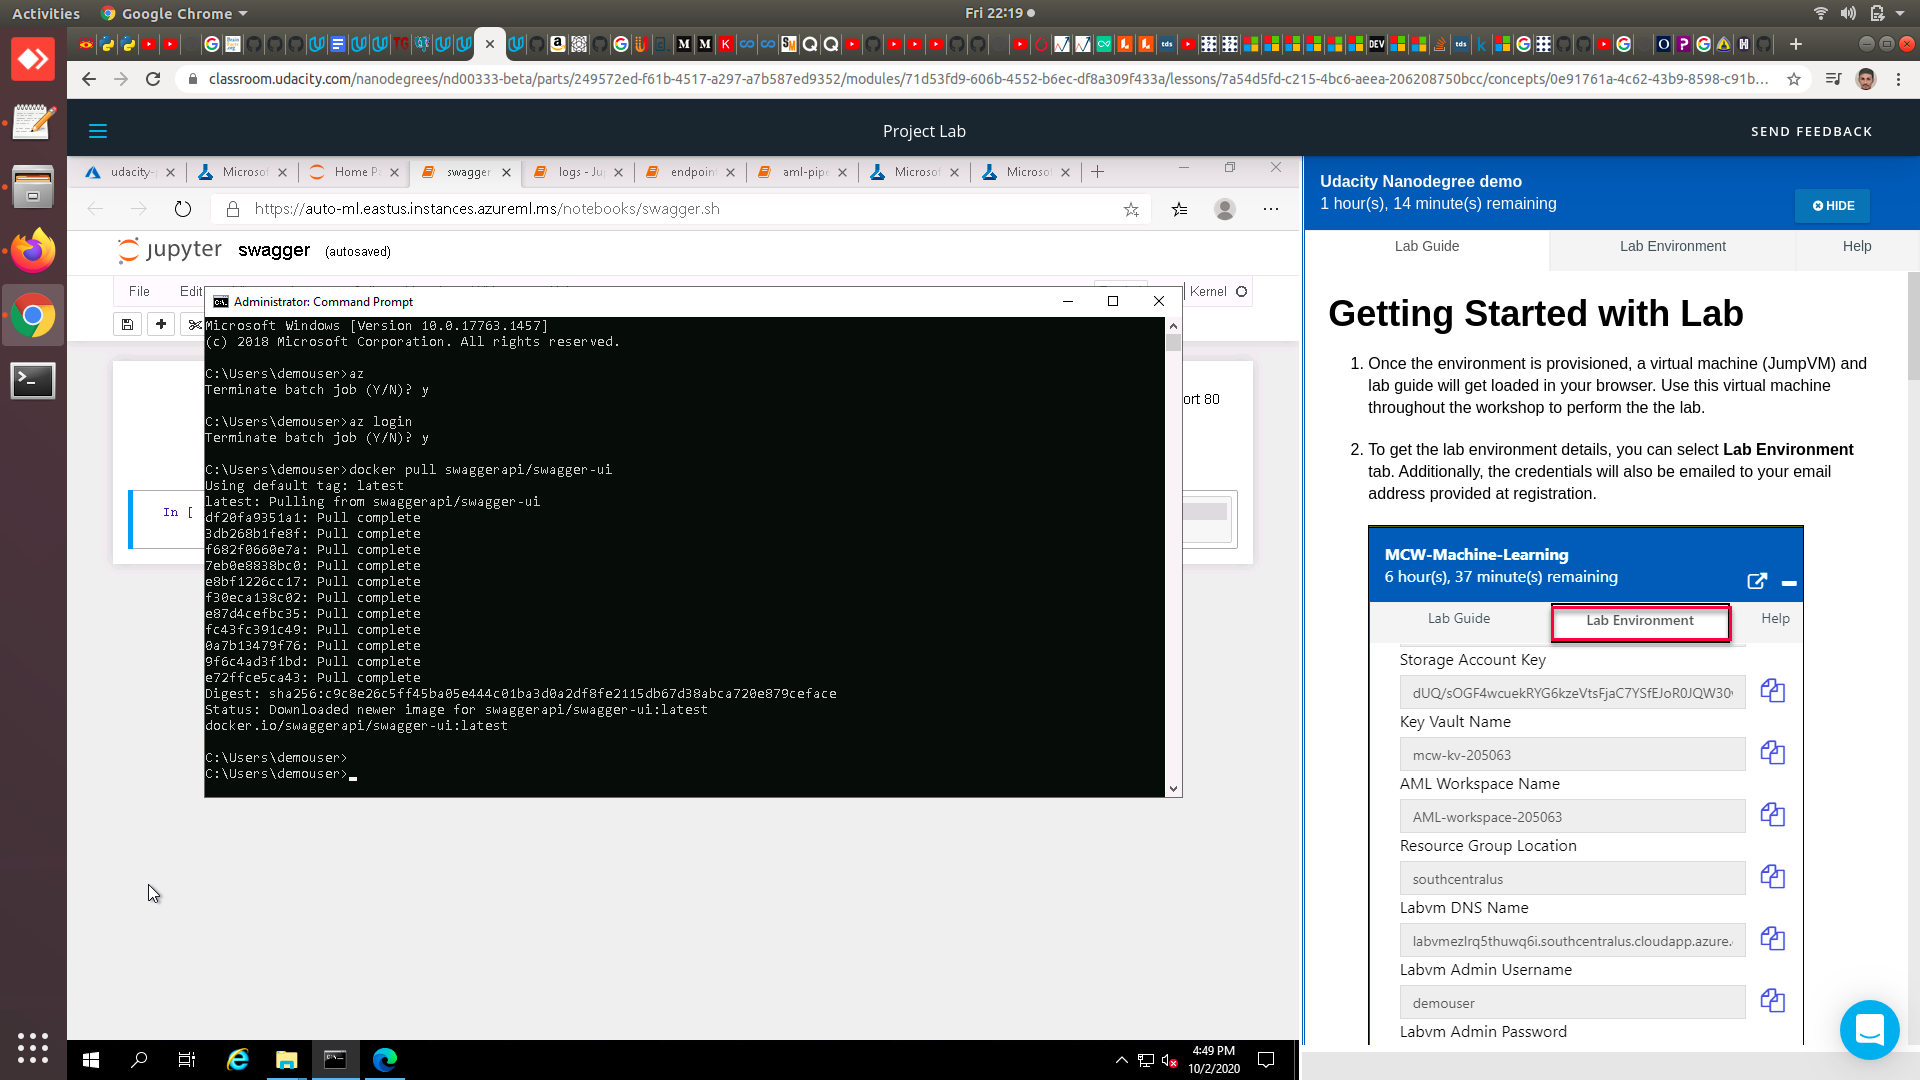 Activities
Google Chrome
Fri 22:19
classroom.udacity.com/nanodegrees/nd00333-beta/parts/249572ed-f61b-4517-a297-a7b587ed9352/modules/71d53fd9-606b-4552-b6ec-df8a309f433a/lessons/7a54d5fd-c215-4bc6-aeea-206208750bcc/concepts/0e91761a-4c62-43b9-8598-c91b...
Project Lab
SEND FEEDBACK
udacity-
Microsof
Home P
swagger
logs - Ju
endpoin
aml-pipe
Microsof
Microsof
https://auto-ml.eastus.instances.azureml.ms/notebooks/swagger.sh
jupyter swagger (autosaved)
File
Edit
Kernel
ort 80
In [
Administrator: Command Prompt
Microsoft Windows [Version 10.0.17763.1457]
(c) 2018 Microsoft Corporation. All rights reserved.
C:\Users\demouser>az
Terminate batch job (Y/N)? y
C:\Users\demouser>az login
Terminate batch job (Y/N)? y
C:\Users\demouser>docker pull swaggerapi/swagger-ui
Using default tag: latest
latest: Pulling from swaggerapi/swagger-ui
df20fa9351a1: Pull complete
3db268b1fe8f: Pull complete
f682f0660e7a: Pull complete
7eb0e8838bc0: Pull complete
e8bf1226cc17: Pull complete
f30eca138c02: Pull complete
e87d4cefbc35: Pull complete
fc43fc391c49: Pull complete
0a7b13479f76: Pull complete
9f6c4ad3f1bd: Pull complete
e72ffce5ca43: Pull complete
Digest: sha256:c9c8e26c5ff45ba05e444c01ba3d0a2df8fe2115db67d38abca720e879ceface
Status: Downloaded newer image for swaggerapi/swagger-ui:latest
docker.io/swaggerapi/swagger-ui:latest
C:\Users\demouser>
C:\Users\demouser>
4:49 PM
10/2/2020
Udacity Nanodegree demo
1 hour(s), 14 minute(s) remaining
HIDE
Lab Guide
Lab Environment
Help
Getting Started with Lab
1. Once the environment is provisioned, a virtual machine (JumpVM) and
lab guide will get loaded in your browser. Use this virtual machine
throughout the workshop to perform the the lab.
2. To get the lab environment details, you can select Lab Environment
tab. Additionally, the credentials will also be emailed to your email
address provided at registration.
MCW-Machine-Learning
6 hour(s), 37 minute(s) remaining
Lab Guide
Lab Environment
Help
Storage Account Key
dUQ/sOGF4wcuekRYG6kzeVtsFjaC7YSfEJoR0JQW30
Key Vault Name
mcw-kv-205063
AML Workspace Name
AML-workspace-205063
Resource Group Location
southcentralus
Labvm DNS Name
labvmezlrq5thuwq6i.southcentralus.cloudapp.azure.
Labvm Admin Username
demouser
Labvm Admin Password